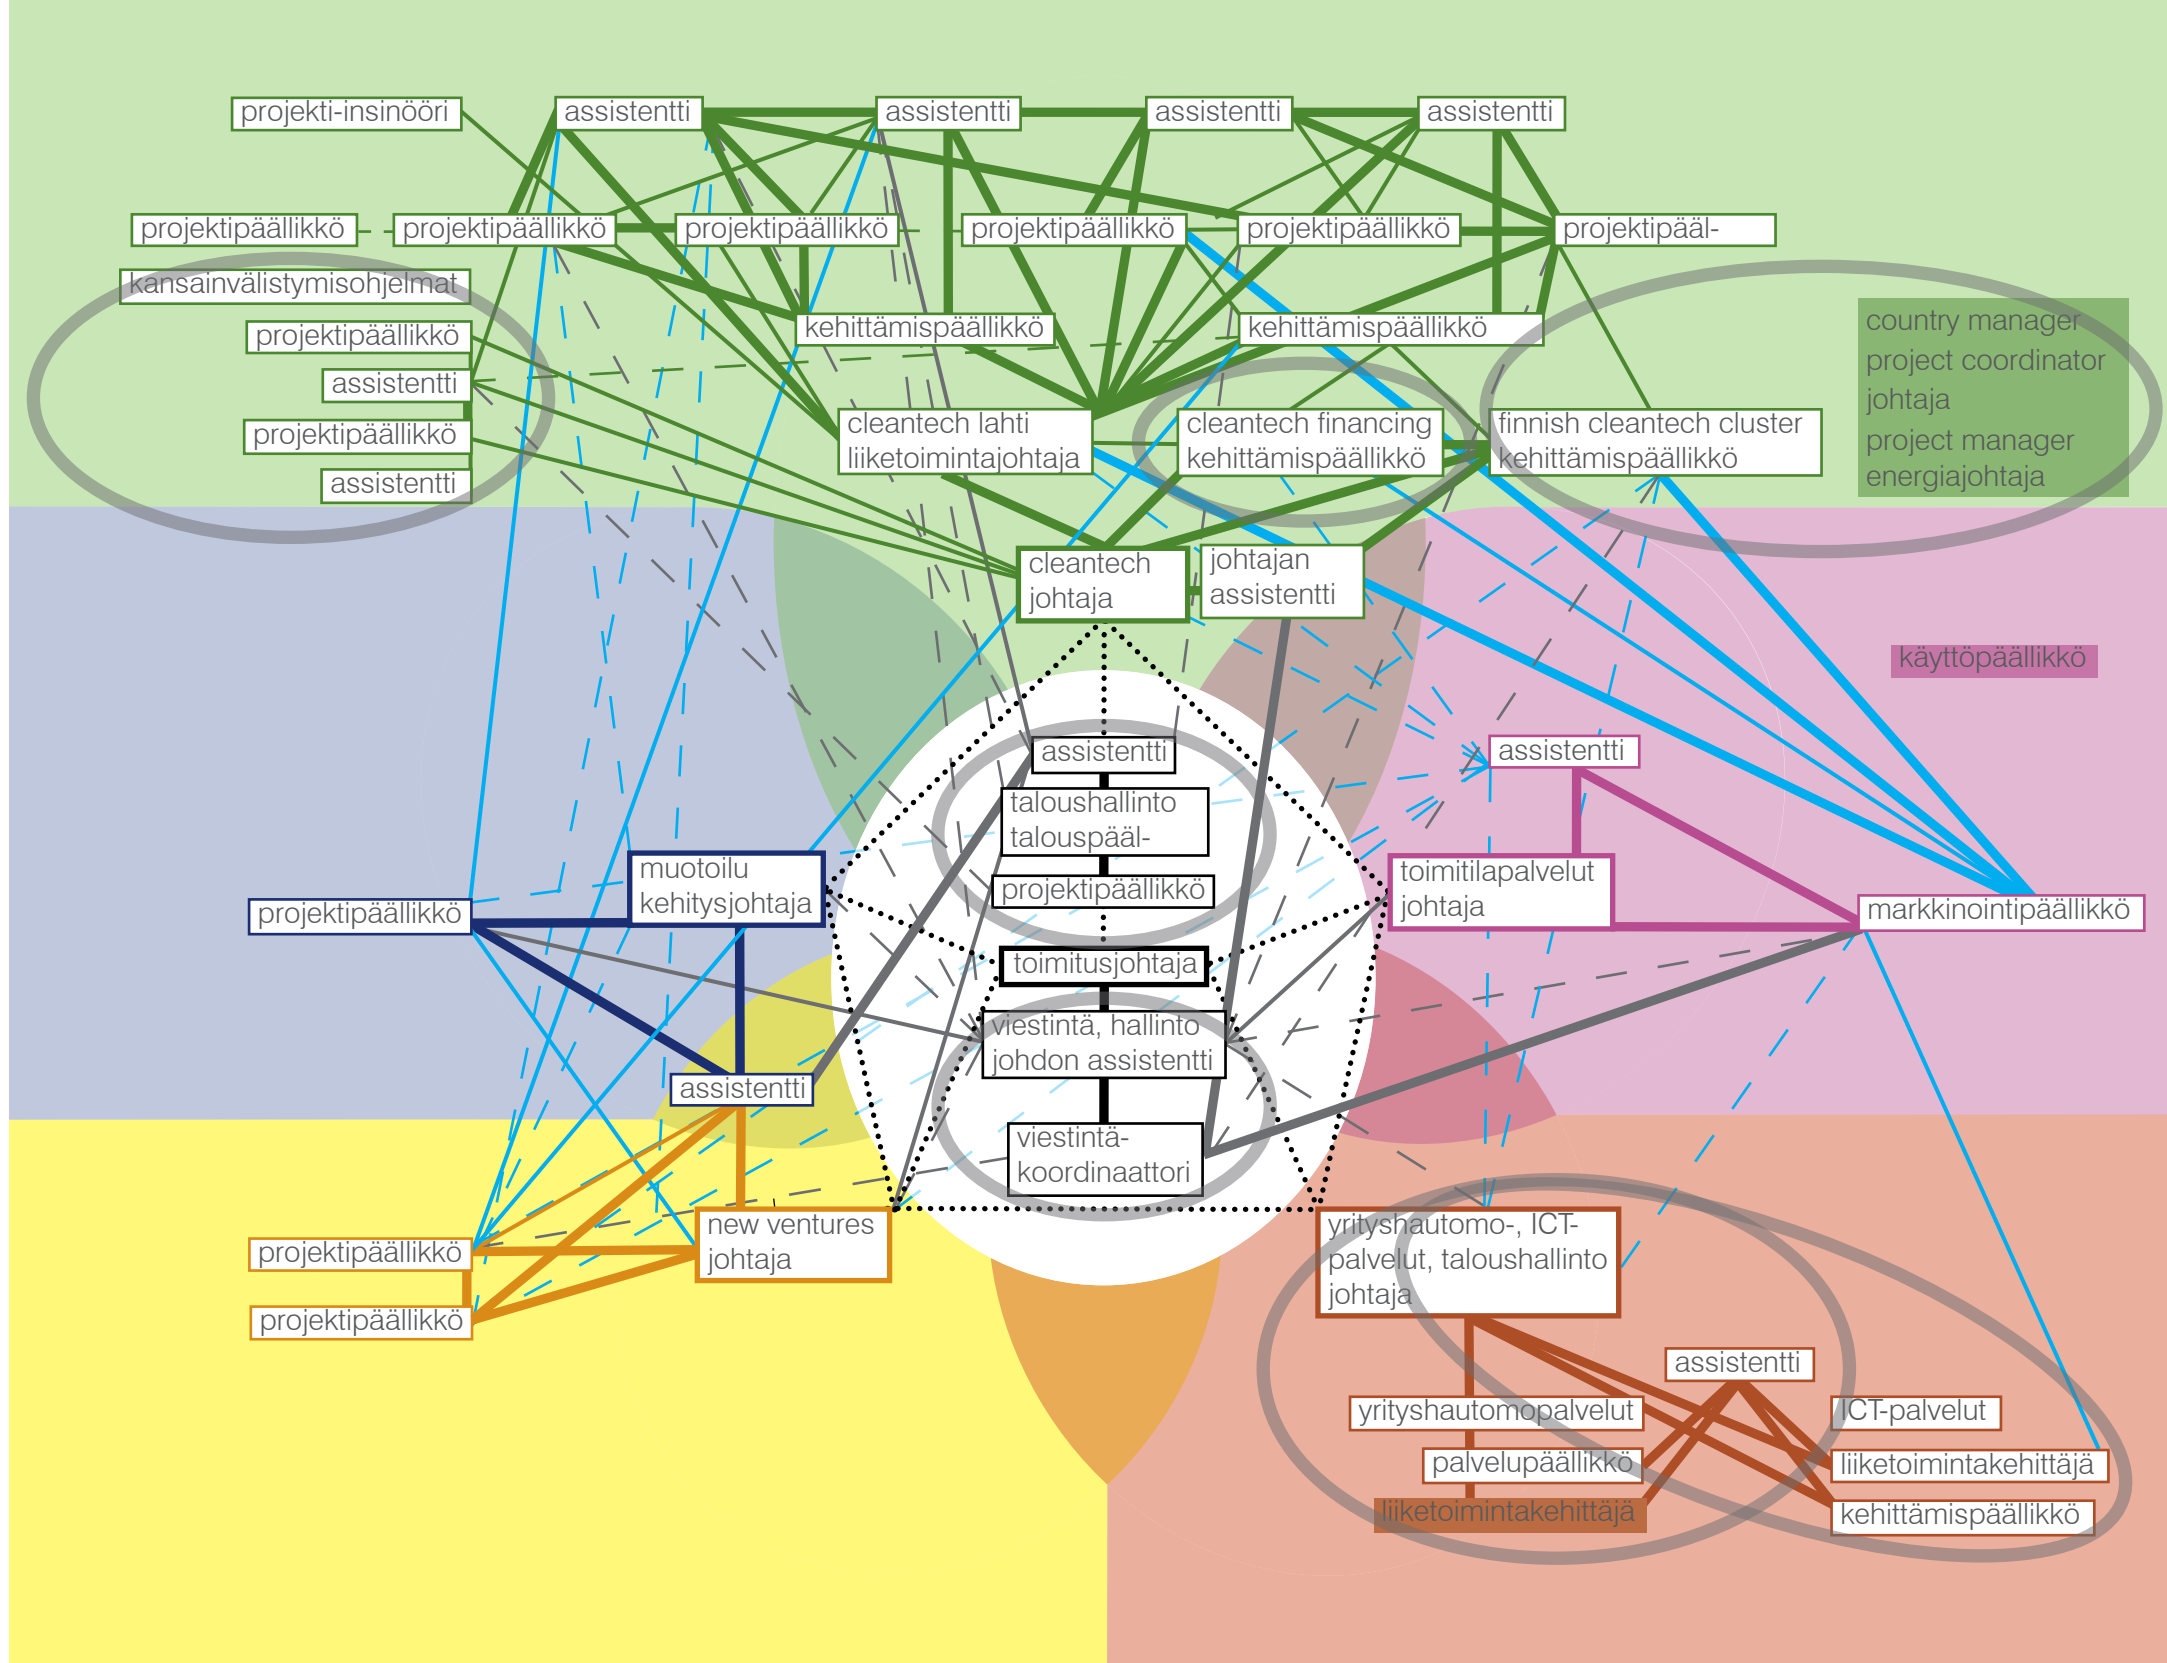 projekti-insinööri
assistentti
assistentti
assistentti
assistentti
projektipäällikkö
projektipäällikkö
projektipäällikkö
projektipäällikkö
projektipäällikkö
projektipääl-
kansainvälistymisohjelmat
projektipäällikkö
assistentti
projektipäällikkö
assistentti
kehittämispäällikkö
kehittämispäällikkö
country manager
project coordinator
johtaja
project manager
energiajohtaja
cleantech lahti
liiketoimintajohtaja
cleantech financing
kehittämispäällikkö
finnish cleantech cluster
kehittämispäällikkö
cleantech
johtaja
johtajan
assistentti
käyttöpäällikkö
assistentti
taloushallinto
talouspääl-
projektipäällikkö
toimitusjohtaja
viestintä, hallinto
johdon assistentti
viestintä-
koordinaattori
assistentti
toimitilapalvelut
johtaja
markkinointipäällikkö
muotoilu
kehitysjohtaja
projektipäällikkö
assistentti
new ventures
johtaja
projektipäällikkö
projektipäällikkö
yrityshautomo-, ICT-
palvelut, taloushallinto
johtaja
assistentti
yrityshautomopalvelut
palvelupäällikkö
liiketoimintakehittäjä
ICT-palvelut
liiketoimintakehittäjä
kehittämispäällikkö